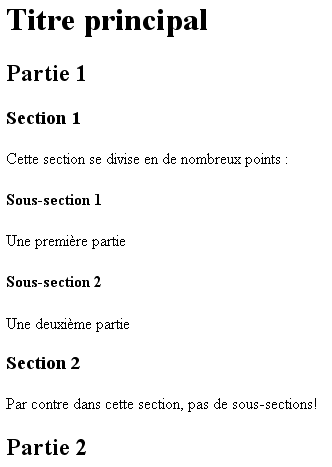 Titre principal
Partie 1
Section 1
Cette section se divise en de nombreux points :
Sous-section 1
Une première partie
Sous-section 2
Une deuxième partie
Section 2
Par contre dans cette section, pas de sous-sections!
Partie 2